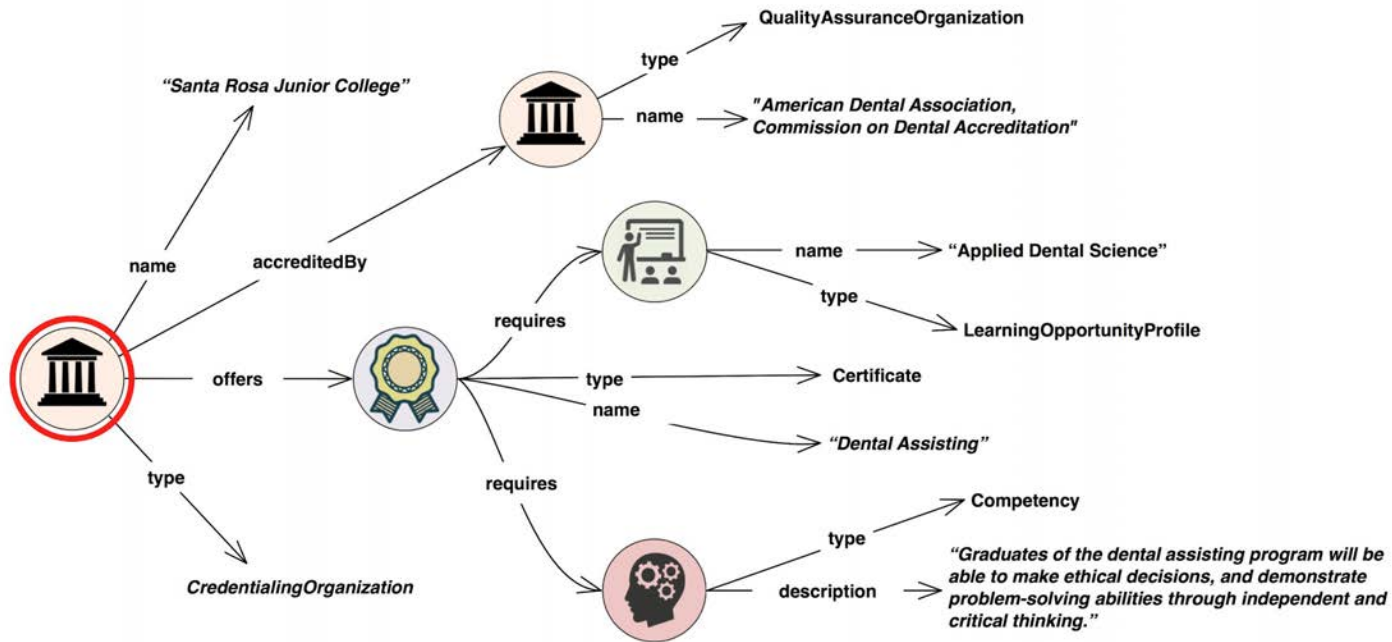 QualityAssuranceOrganization
type
“Santa Rosa Junior College”
name
"American Dental Association,
Commission on Dental Accreditation"
name
accreditedBy
name
“Applied Dental Science”
type
requires
LearningOpportunityProfile
offers
type
Certificate
name
“Dental Assisting”
type
requires
Competency
type
CredentialingOrganization
description
“Graduates of the dental assisting program will be
able to make ethical decisions, and demonstrate
problem-solving abilities through independent and
critical thinking.”